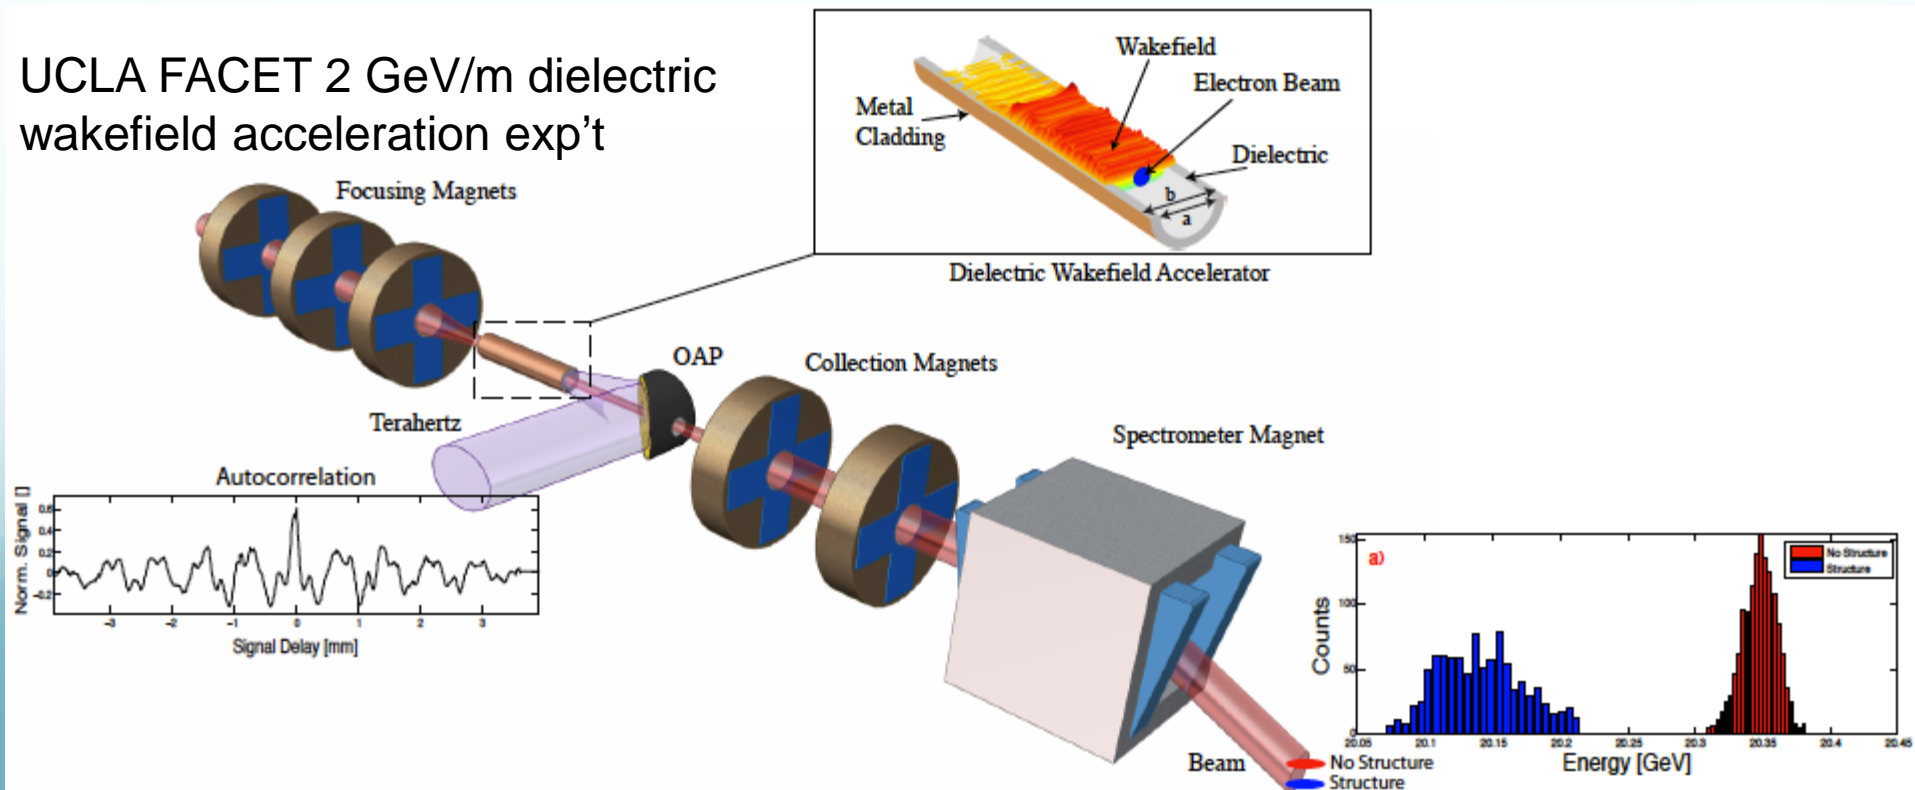 UCLA FACET 2 GeV/m dielectric
wakefield acceleration exp’t
Wakefield
Electron Beam
Metal
Cladding
Dielectric
b
a
Dielectric Wakefield Accelerator
Focusing Magnets
OAP
Collection Magnets
Terahertz
Spectrometer Magnet
Autocorrelation
Norm. Signal []
0.6
0.4
0.2
0
-0.2
-3 -2 -1 0 1 2 3
Signal Delay [mm]
a)
No Structure
Structure
Counts
150
100
50
0
20.05 20.1 20.15 20.2 20.25 20.3 20.35 20.4 20.45
Energy [GeV]
Beam
No Structure
Structure